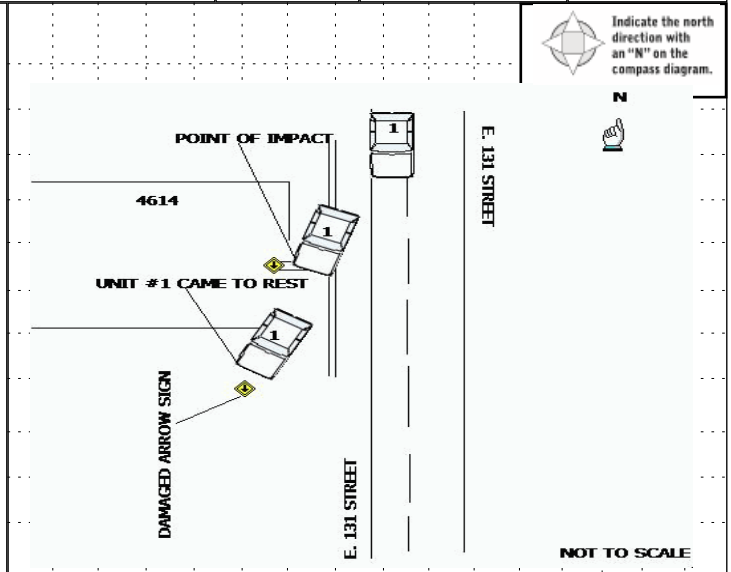 Indicate the north
direction with
an “N” on the
compass diagram.
N
1
E. 131 STREET
POINT OF IMPACT
4614
1
UNIT #1 CAME TO REST
1
DAMAGED ARROW SIGN
E. 131 STREET
NOT TO SCALE